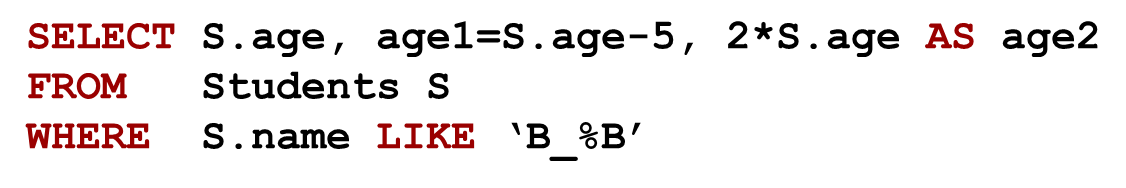 SELECT S.age, age1=S.age-5, 2*S.age AS age2
FROM Students S
WHERE S.name LIKE ‘B_%B’